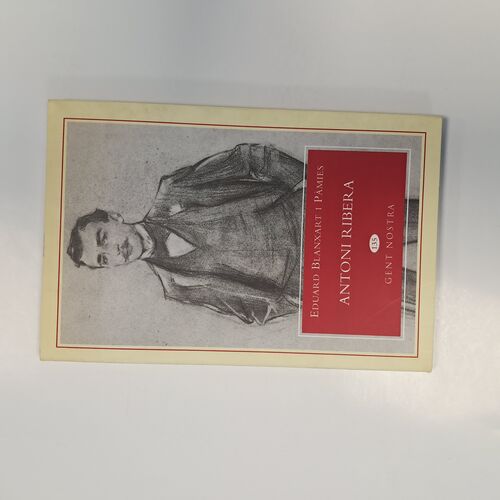 EDUARD BLANXART I PÀMIES
ANTONI RIBERA
135
GENT NOSTRA